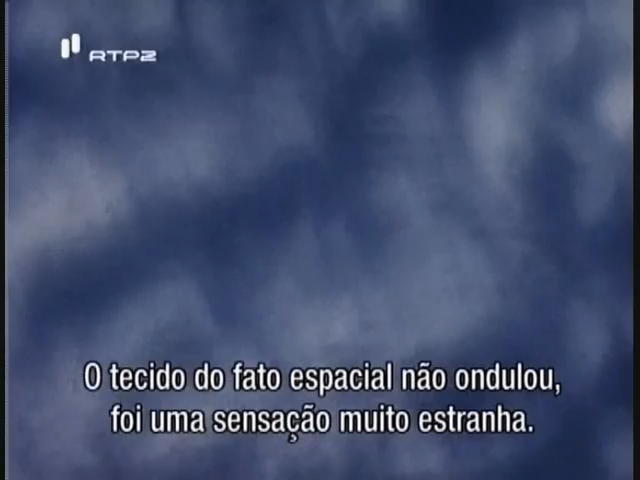 RTP2
O tecido do fato espacial não ondulou,
foi uma sensação muito estranha.